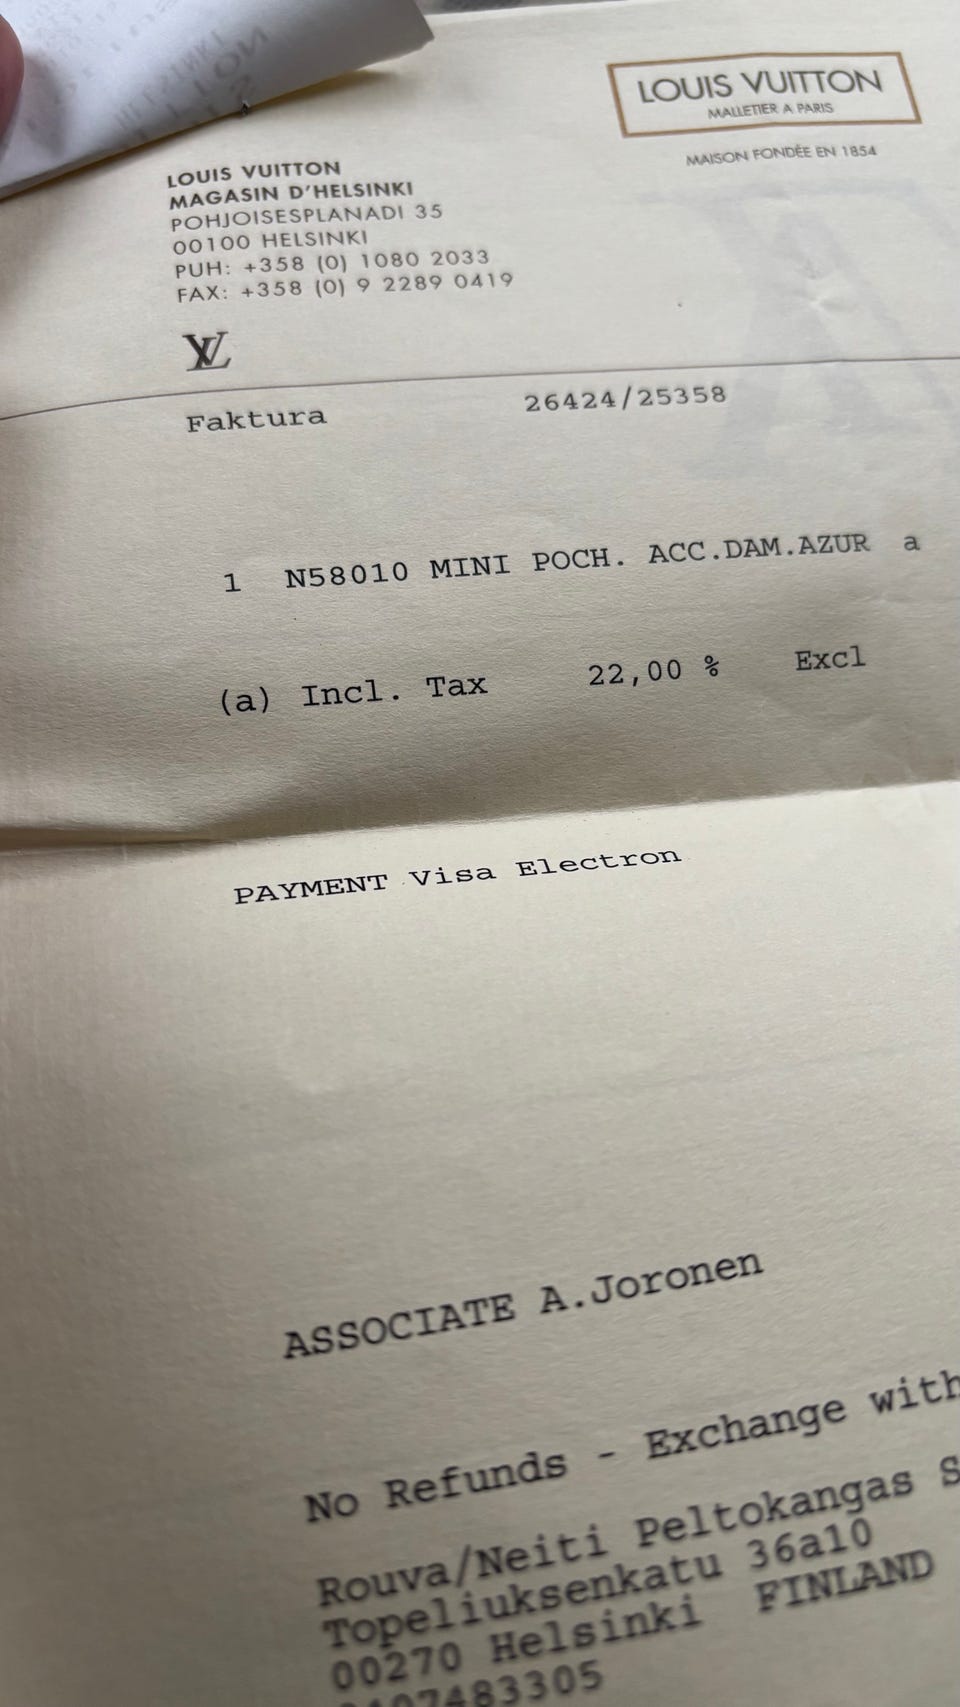 LOUIS VUITTON
MALLETIER A PARIS
MAISON FONDÉE EN 1854
LOUIS VUITTON
MAGASIN D'HELSINKI
POHJOISESPLANADI 35
00100 HELSINKI
PUH: +358 (0) 1080 2033
FAX: +358 (0) 9 2289 0419
LV
Faktura 26424/25358
1 N58010 MINI POCH. ACC.DAM.AZUR a
(a) Incl. Tax 22,00 % Excl
PAYMENT Visa Electron
ASSOCIATE A.Joronen
No Refunds - Exchange with
Rouva/Neiti Peltokangas S
Topeliuksenkatu 36a10
00270 Helsinki FINLAND